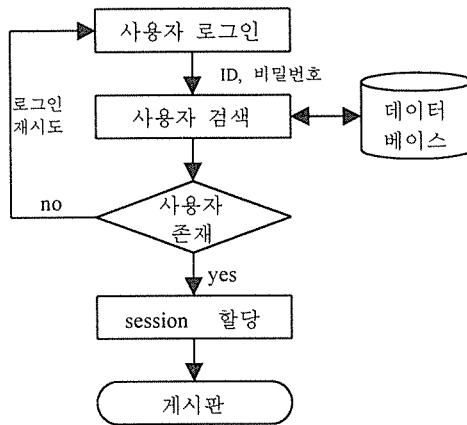 사용자 로그인
ID, 비밀번호
로그인
재시도
사용자 검색
데이터
베이스
no
사용자
존재
yes
session 할당
게시판